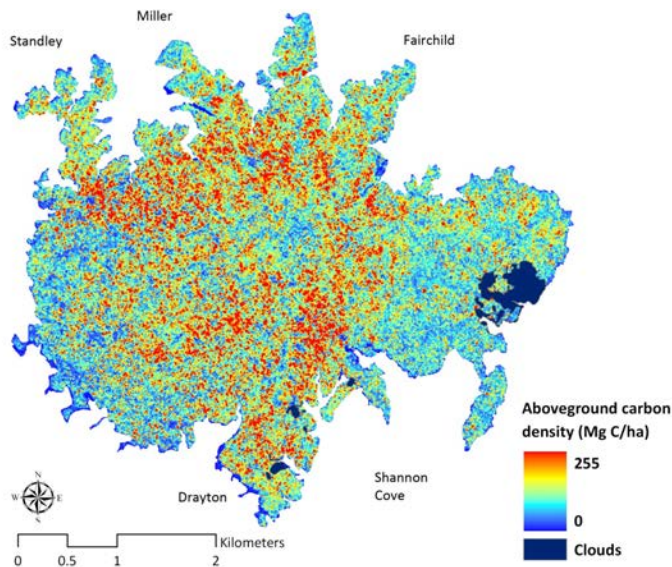 Miller
Standley
Fairchild
Aboveground carbon
density (Mg C/ha)
255
0
Clouds
Shannon
Cove
Drayton
N
W E
S
Kilometers
0 0.5 1 2